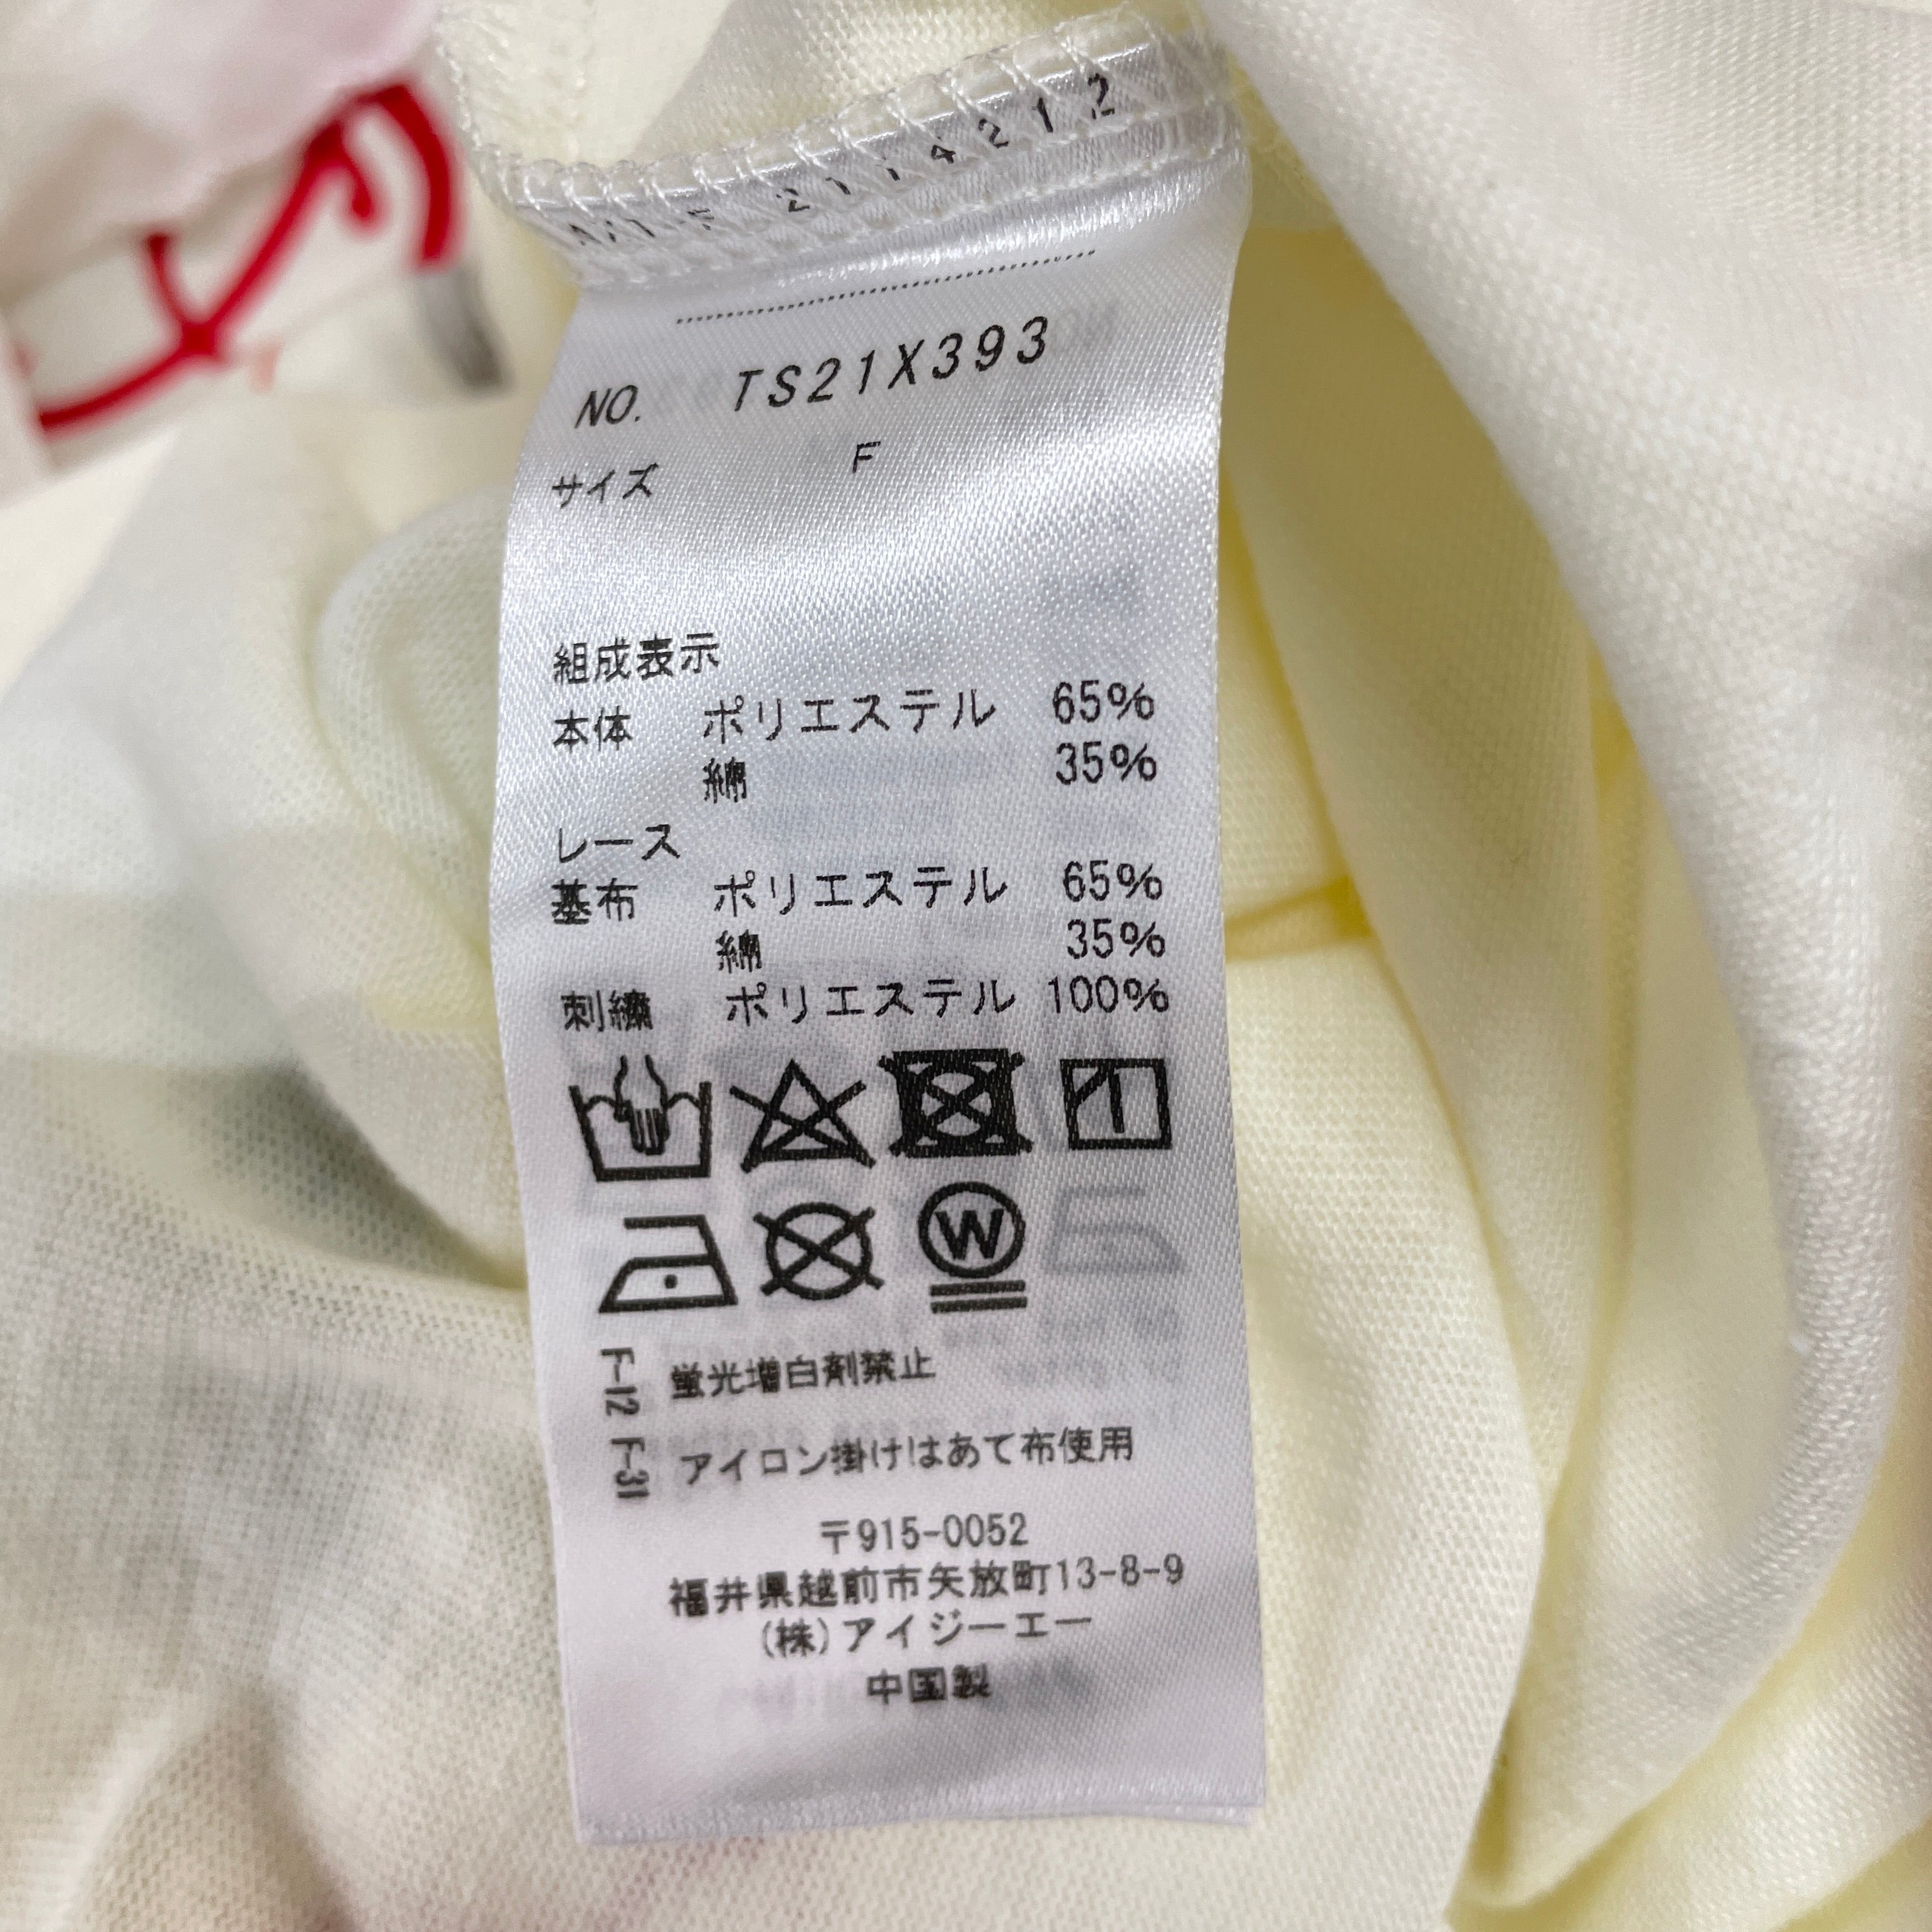 2114212
NO. TS21X393
サイズ F
組成表示
本体 ポリエステル 65%
綿 35%
レース
基布 ポリエステル 65%
綿 35%
刺繍 ポリエステル 100%
W
F-12 蛍光増白剤禁止
F-31 アイロン掛けはあて布使用
〒915-0052
福井県越前市矢放町13-8-9
(株)アイジーエー
中国製